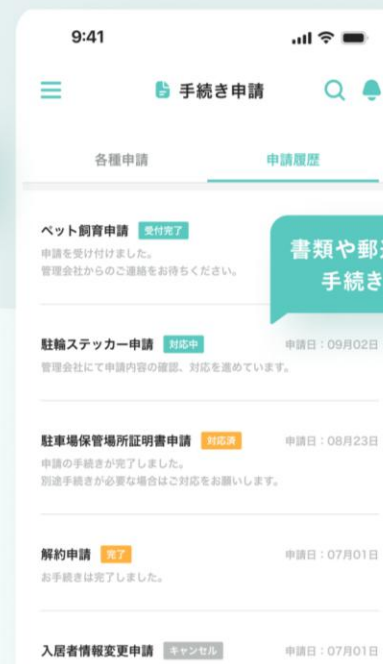 9:41
手続き申請
各種申請 申請履歴
ペット飼育申請 受付完了
申請を受け付けました。
管理会社からのご連絡をお待ちください。
書類や郵
手続き
駐輪ステッカー申請 対応中 申請日：09月02日
管理会社にて申請内容の確認、対応を進めています。
駐車場保管場所証明書申請 対応済 申請日：08月23日
申請の手続きが完了しました。
別途手続きが必要な場合はご対応をお願いします。
解約申請 完了 申請日：07月01日
お手続きは完了しました。
入居者情報変更申請 キャンセル 申請日：07月01日